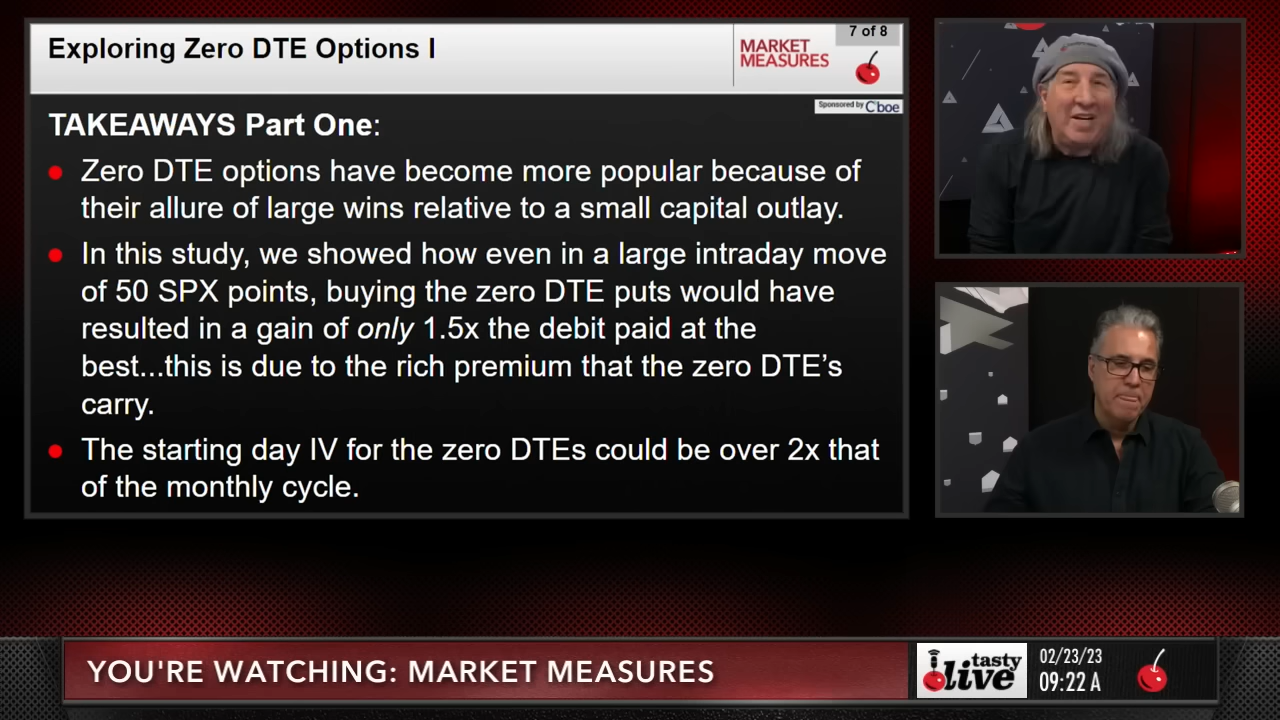 Exploring Zero DTE Options I
MARKET
MEASURES
7 of 8
Sponsored by Cboe
TAKEAWAYS Part One:
Zero DTE options have become more popular because of
their allure of large wins relative to a small capital outlay.
In this study, we showed how even in a large intraday move
of 50 SPX points, buying the zero DTE puts would have
resulted in a gain of only 1.5x the debit paid at the
best...this is due to the rich premium that the zero DTE’s
carry.
The starting day IV for the zero DTEs could be over 2x that
of the monthly cycle.
YOU'RE WATCHING: MARKET MEASURES
tasty
live
02/23/23
09:22 A